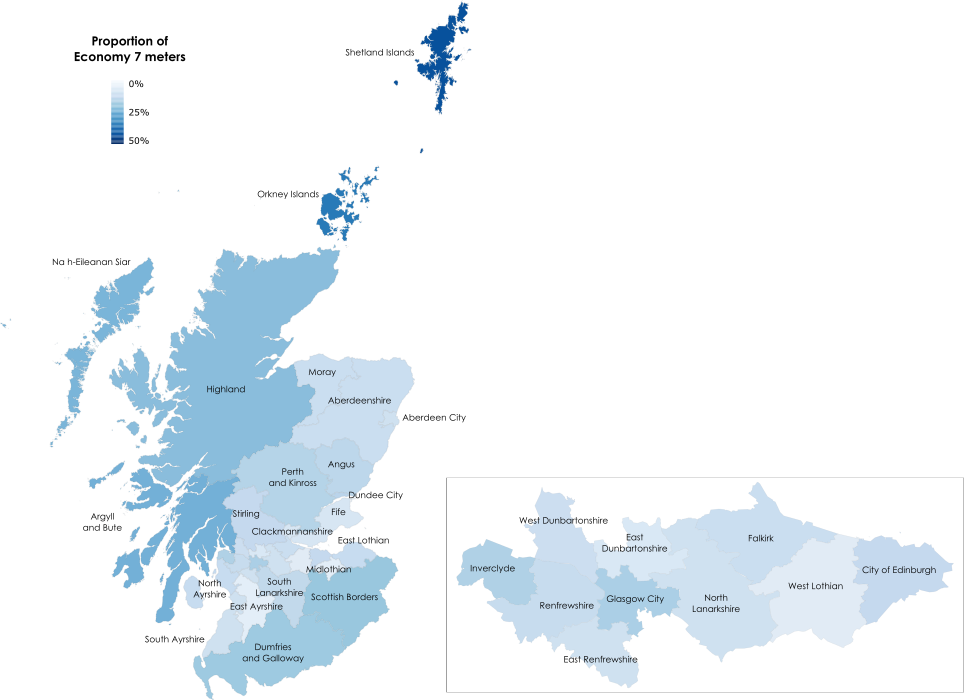 Proportion of
Economy 7 meters
0%
25%
50%
Shetland Islands
Orkney Islands
Na h-Eileanan Siar
Highland
Moray
Aberdeenshire
Aberdeen City
Angus
Perth
and Kinross
Dundee City
Argyll
and Bute
Stirling
Fife
Clackmannanshire
East Lothian
Midlothian
North
Ayrshire
South
Lanarkshire
Scottish Borders
East Ayrshire
South Ayrshire
Dumfries
and Galloway
West Dunbartonshire
East
Dunbartonshire
Falkirk
Inverclyde
City of Edinburgh
West Lothian
Renfrewshire
Glasgow City
North
Lanarkshire
East Renfrewshire